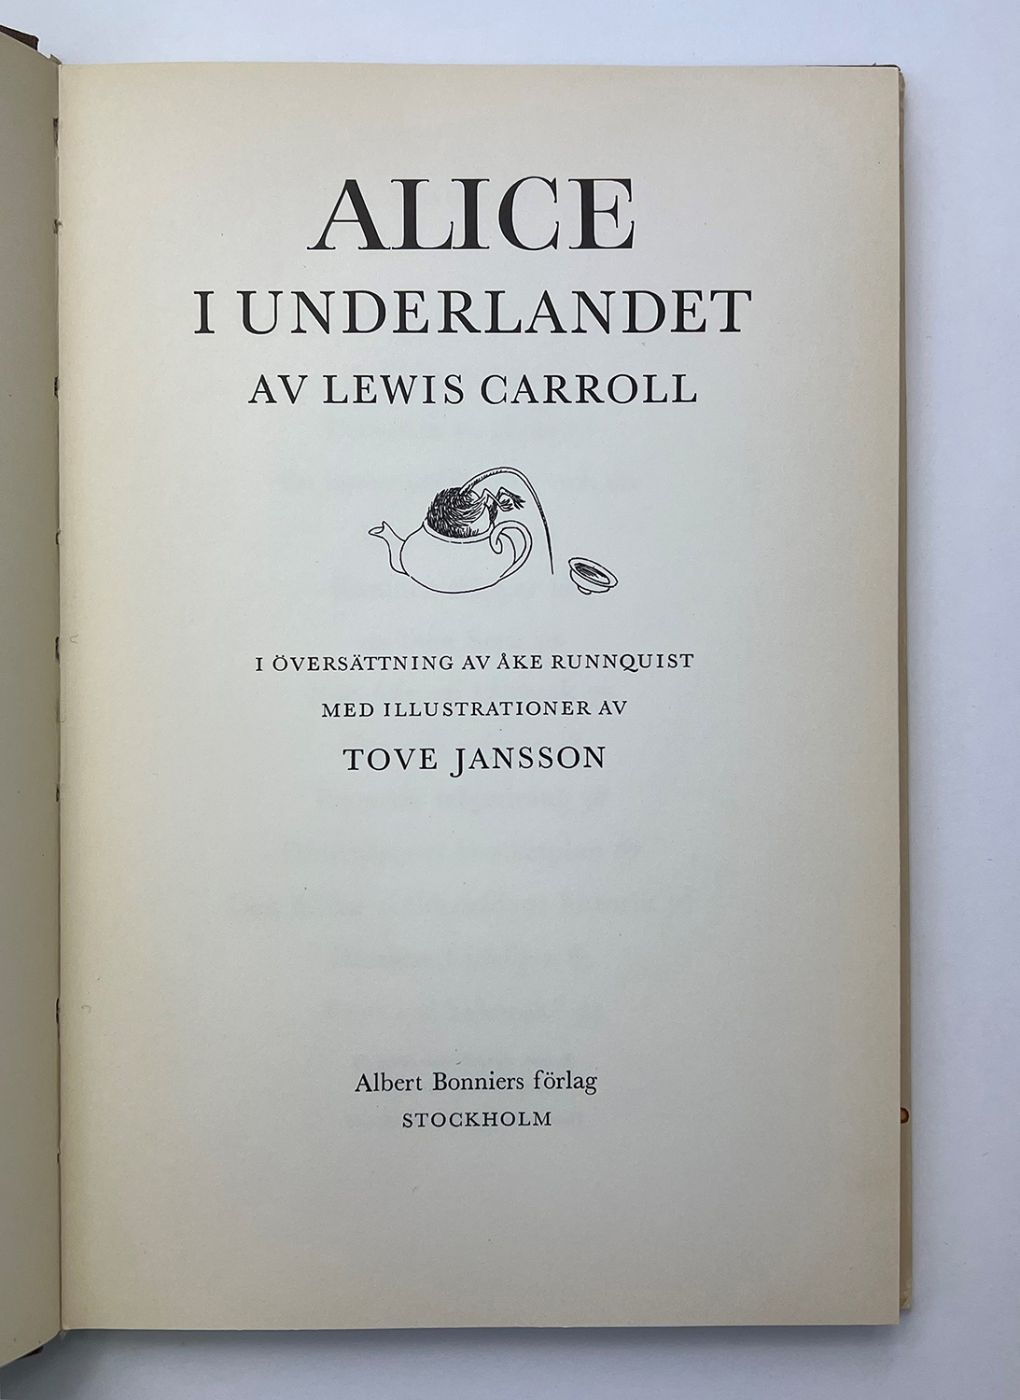 ALICE
I UNDERLANDET
AV LEWIS CARROLL
I ÖVERSÄTTNING AV ÅKE RUNNQUIST
MED ILLUSTRATIONER AV
TOVE JANSSON
Albert Bonniers förlag
STOCKHOLM